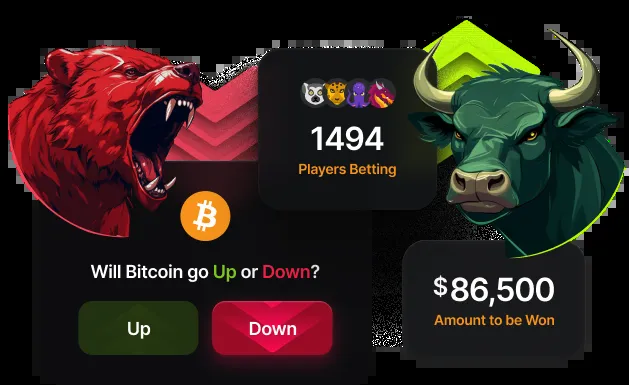 1494
Players Betting
Will Bitcoin go Up or Down?
Up
Down
$86,500
Amount to be Won